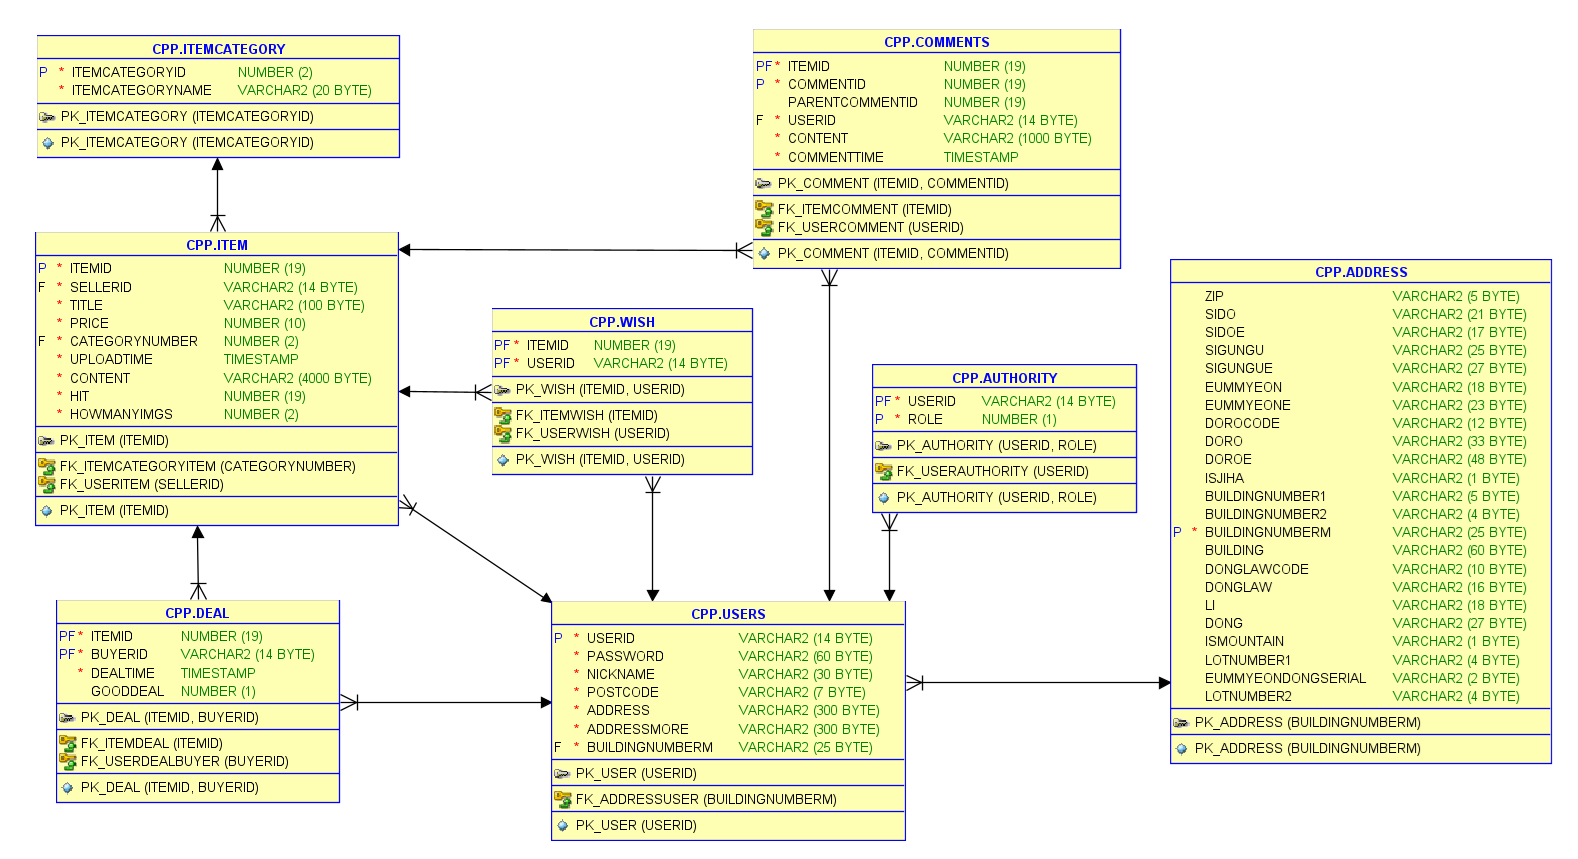 CPP.ITEMCATEGORY
P * ITEMCATEGORYID NUMBER (2)
* ITEMCATEGORYNAME VARCHAR2 (20 BYTE)
PK_ITEMCATEGORY (ITEMCATEGORYID)
PK_ITEMCATEGORY (ITEMCATEGORYID)
CPP.COMMENTS
PF * ITEMID NUMBER (19)
P * COMMENTID NUMBER (19)
PARENTCOMMENTID NUMBER (19)
F * USERID VARCHAR2 (14 BYTE)
* CONTENT VARCHAR2 (1000 BYTE)
* COMMENTTIME TIMESTAMP
PK_COMMENT (ITEMID, COMMENTID)
FK_ITEMCOMMENT (ITEMID)
FK_USERCOMMENT (USERID)
PK_COMMENT (ITEMID, COMMENTID)
CPP.ITEM
P * ITEMID NUMBER (19)
F * SELLERID VARCHAR2 (14 BYTE)
* TITLE VARCHAR2 (100 BYTE)
* PRICE NUMBER (10)
F * CATEGORYNUMBER NUMBER (2)
* UPLOADTIME TIMESTAMP
* CONTENT VARCHAR2 (4000 BYTE)
* HIT NUMBER (19)
* HOWMANYIMGS NUMBER (2)
PK_ITEM (ITEMID)
FK_ITEMCATEGORYITEM (CATEGORYNUMBER)
FK_USERITEM (SELLERID)
PK_ITEM (ITEMID)
CPP.WISH
PF * ITEMID NUMBER (19)
PF * USERID VARCHAR2 (14 BYTE)
PK_WISH (ITEMID, USERID)
FK_ITEMWISH (ITEMID)
FK_USERWISH (USERID)
PK_WISH (ITEMID, USERID)
CPP.AUTHORITY
PF * USERID VARCHAR2 (14 BYTE)
P * ROLE NUMBER (1)
PK_AUTHORITY (USERID, ROLE)
FK_USERAUTHORITY (USERID)
PK_AUTHORITY (USERID, ROLE)
CPP.ADDRESS
ZIP VARCHAR2 (5 BYTE)
SIDO VARCHAR2 (21 BYTE)
SIDOE VARCHAR2 (17 BYTE)
SIGUNGU VARCHAR2 (25 BYTE)
SIGUNGUE VARCHAR2 (27 BYTE)
EUMMYEON VARCHAR2 (18 BYTE)
EUMMYEONE VARCHAR2 (23 BYTE)
DOROCODE VARCHAR2 (12 BYTE)
DORO VARCHAR2 (33 BYTE)
DOROE VARCHAR2 (48 BYTE)
ISJIHA VARCHAR2 (1 BYTE)
BUILDINGNUMBER1 VARCHAR2 (5 BYTE)
BUILDINGNUMBER2 VARCHAR2 (4 BYTE)
P * BUILDINGNUMBERM VARCHAR2 (25 BYTE)
BUILDING VARCHAR2 (60 BYTE)
DONGLAWCODE VARCHAR2 (10 BYTE)
DONGLAW VARCHAR2 (16 BYTE)
LI VARCHAR2 (18 BYTE)
DONG VARCHAR2 (27 BYTE)
ISMOUNTAIN VARCHAR2 (1 BYTE)
LOTNUMBER1 VARCHAR2 (4 BYTE)
EUMMYEONDONGSERIAL VARCHAR2 (2 BYTE)
LOTNUMBER2 VARCHAR2 (4 BYTE)
PK_ADDRESS (BUILDINGNUMBERM)
PK_ADDRESS (BUILDINGNUMBERM)
CPP.DEAL
PF * ITEMID NUMBER (19)
PF * BUYERID VARCHAR2 (14 BYTE)
* DEALTIME TIMESTAMP
GOODDEAL NUMBER (1)
PK_DEAL (ITEMID, BUYERID)
FK_ITEMDEAL (ITEMID)
FK_USERDEALBUYER (BUYERID)
PK_DEAL (ITEMID, BUYERID)
CPP.USERS
P * USERID VARCHAR2 (14 BYTE)
* PASSWORD VARCHAR2 (60 BYTE)
* NICKNAME VARCHAR2 (30 BYTE)
* POSTCODE VARCHAR2 (7 BYTE)
* ADDRESS VARCHAR2 (300 BYTE)
* ADDRESSMORE VARCHAR2 (300 BYTE)
F * BUILDINGNUMBERM VARCHAR2 (25 BYTE)
PK_USER (USERID)
FK_ADDRESSUSER (BUILDINGNUMBERM)
PK_USER (USERID)